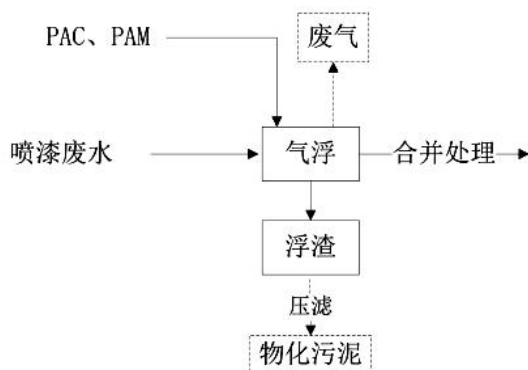 PAC、PAM
废气
喷漆废水
气浮
合并处理
浮渣
压滤
物化污泥